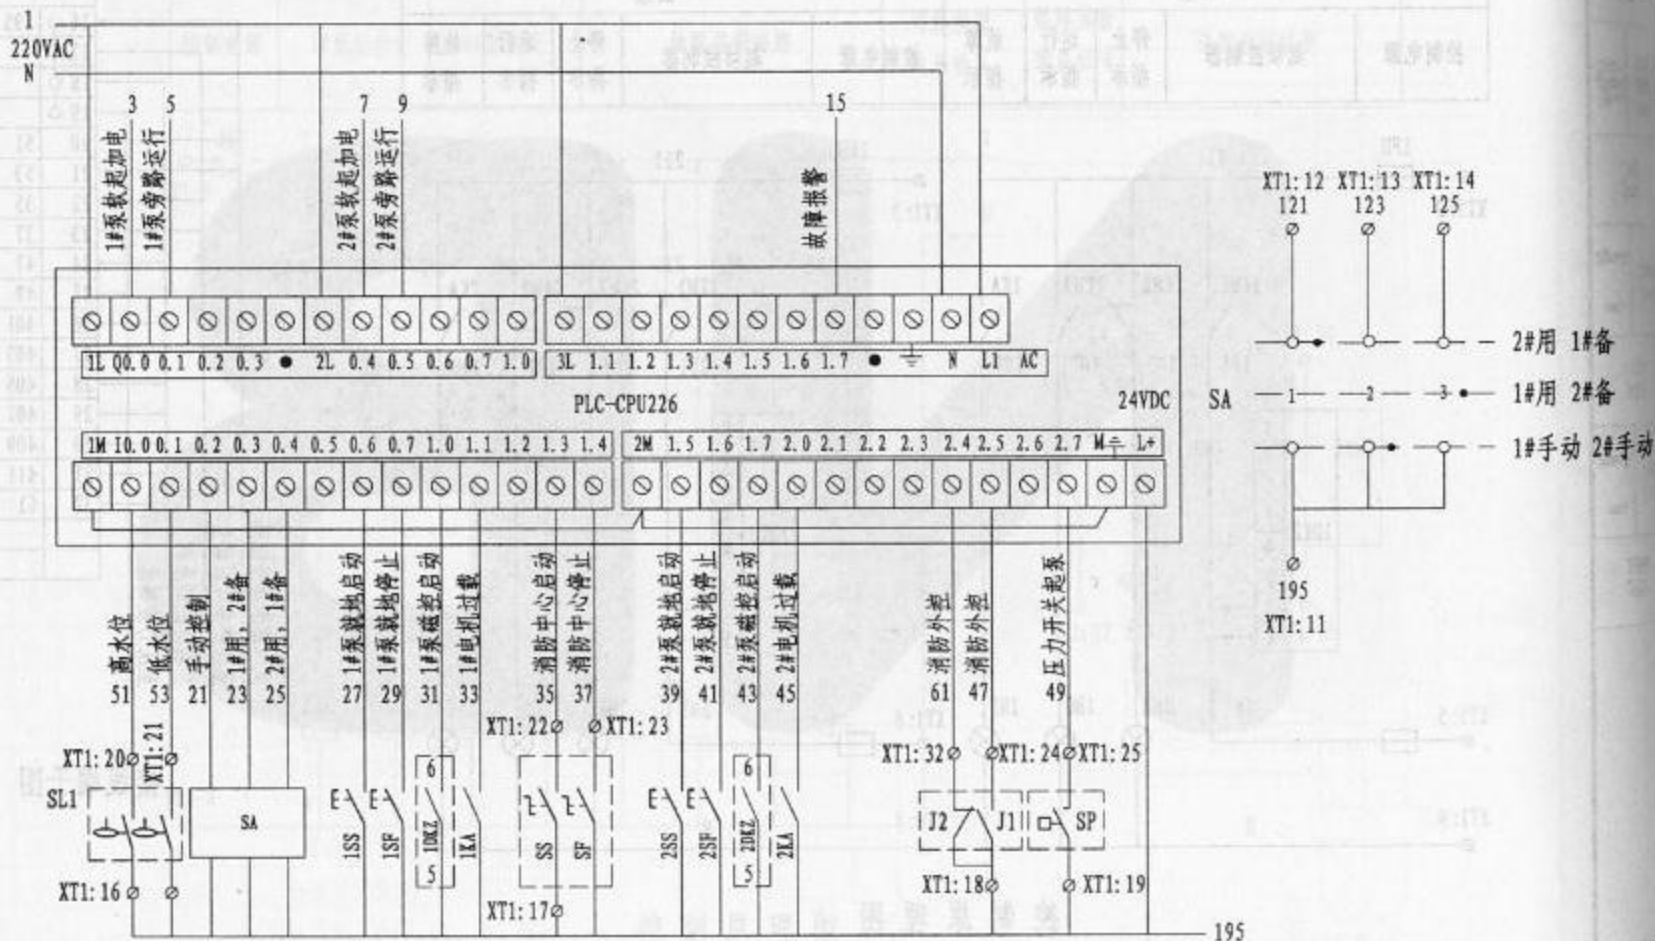 1
220VAC
N
3 5 7 9 15
1#泵软起加电
1#泵旁路运行
2#泵软起加电
2#泵旁路运行
故障报警
XT1:12 XT1:13 XT1:14
121 123 125
1L Q0.0 0.1 0.2 0.3 ● 2L 0.4 0.5 0.6 0.7 1.0 3L 1.1 1.2 1.3 1.4 1.5 1.6 1.7 ● N L1 AC
2#用 1#备
PLC-CPU226 24VDC
SA 1 2 3 1#用 2#备
1M I0.0 0.1 0.2 0.3 0.4 0.5 0.6 0.7 1.0 1.1 1.2 1.3 1.4 2M 1.5 1.6 1.7 2.0 2.1 2.2 2.3 2.4 2.5 2.6 2.7 M L+
1#手动 2#手动
195
XT1:11
高水位
低水位
手动控制
1#用,2#备
2#用,1#备
1#泵就地启动
1#泵就地停止
1#泵磁控启动
1#电机过载
消防中心启动
消防中心停止
2#泵就地启动
2#泵就地停止
2#泵磁控启动
2#电机过载
消防外控
消防外控
压力开关起泵
51 53 21 23 25 27 29 31 33 35 37 39 41 43 45 61 47 49
XT1:20 XT1:21 XT1:22 XT1:23 XT1:32 XT1:24 XT1:25
6 6
SL1 SA 1SS 1SF 1DKZ 1KA SS SF 2SS 2SF 2DKZ 2KA J2 J1 SP
5 5
XT1:16 XT1:17 XT1:18 XT1:19
195